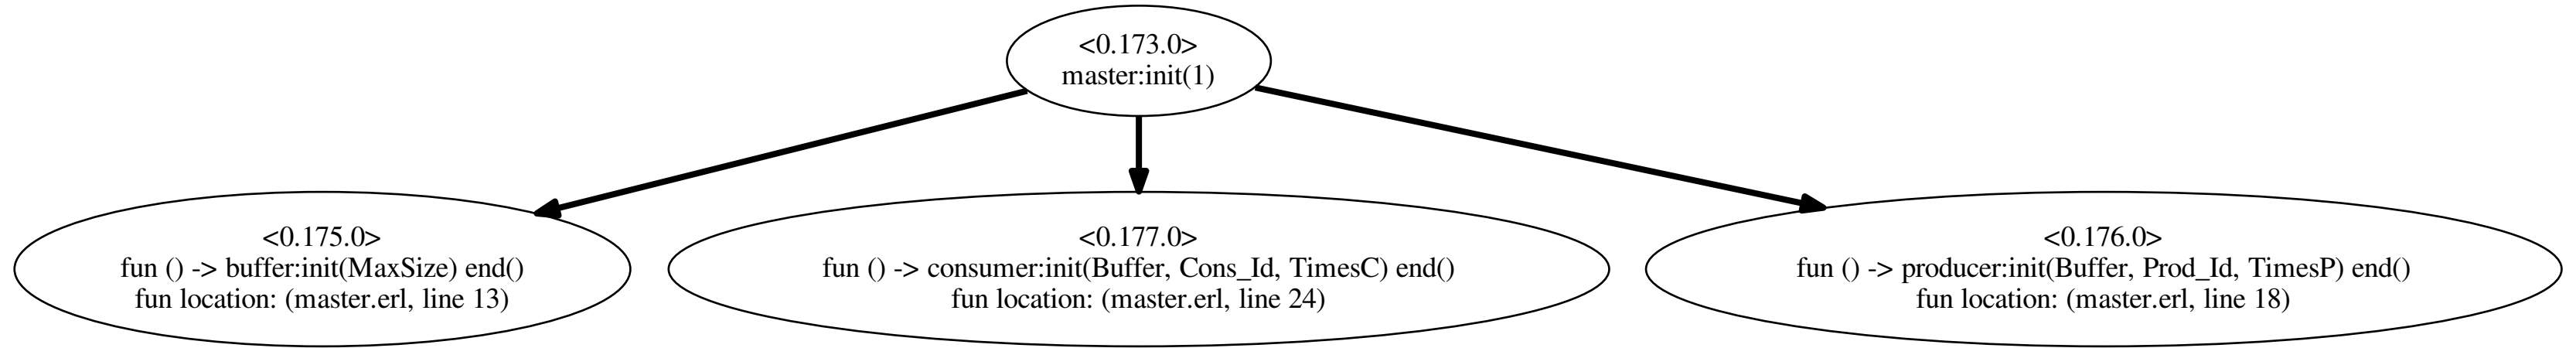 <0.173.0>
master:init(1)
<0.175.0>
fun () -> buffer:init(MaxSize) end()
fun location: (master.erl, line 13)
<0.177.0>
fun () -> consumer:init(Buffer, Cons_Id, TimesC) end()
fun location: (master.erl, line 24)
<0.176.0>
fun () -> producer:init(Buffer, Prod_Id, TimesP) end()
fun location: (master.erl, line 18)